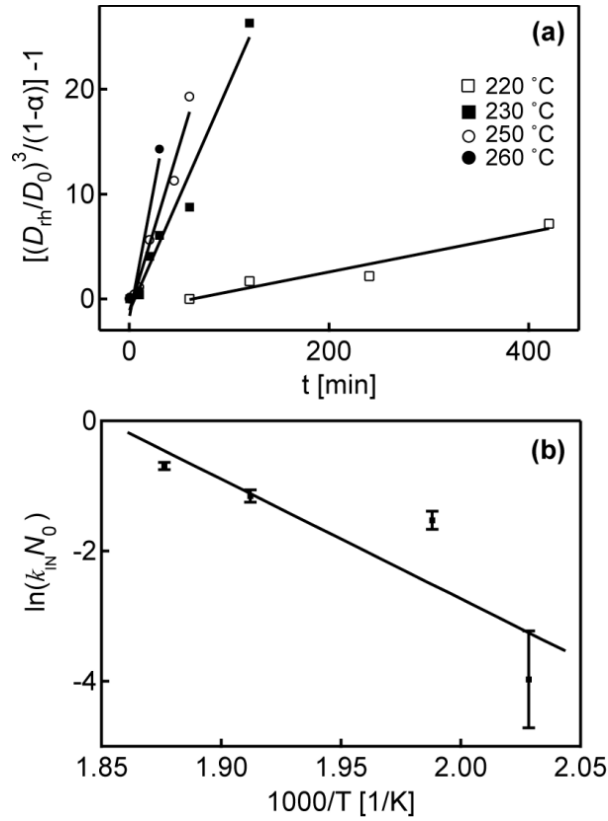 (a)
20
10
0
[(D_rh/D_0)^3/(1-α)] -1
220 °C
230 °C
250 °C
260 °C
0 200 400
t [min]
(b)
0
-2
-4
ln(k_IN N_0)
1.85 1.90 1.95 2.00 2.05
1000/T [1/K]